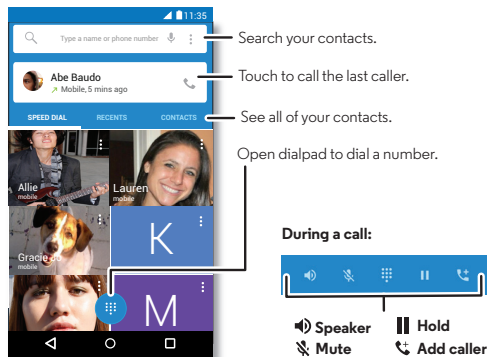 11:35
Type a name or phone number
Search your contacts.
Abe Baudo
Mobile, 5 mins ago
Touch to call the last caller.
SPEED DIAL RECENTS CONTACTS
See all of your contacts.
Open dialpad to dial a number.
Allie
mobile
Lauren
mobile
Gracie Jo
mobile
K
M
During a call:
Speaker
Hold
Mute
Add caller